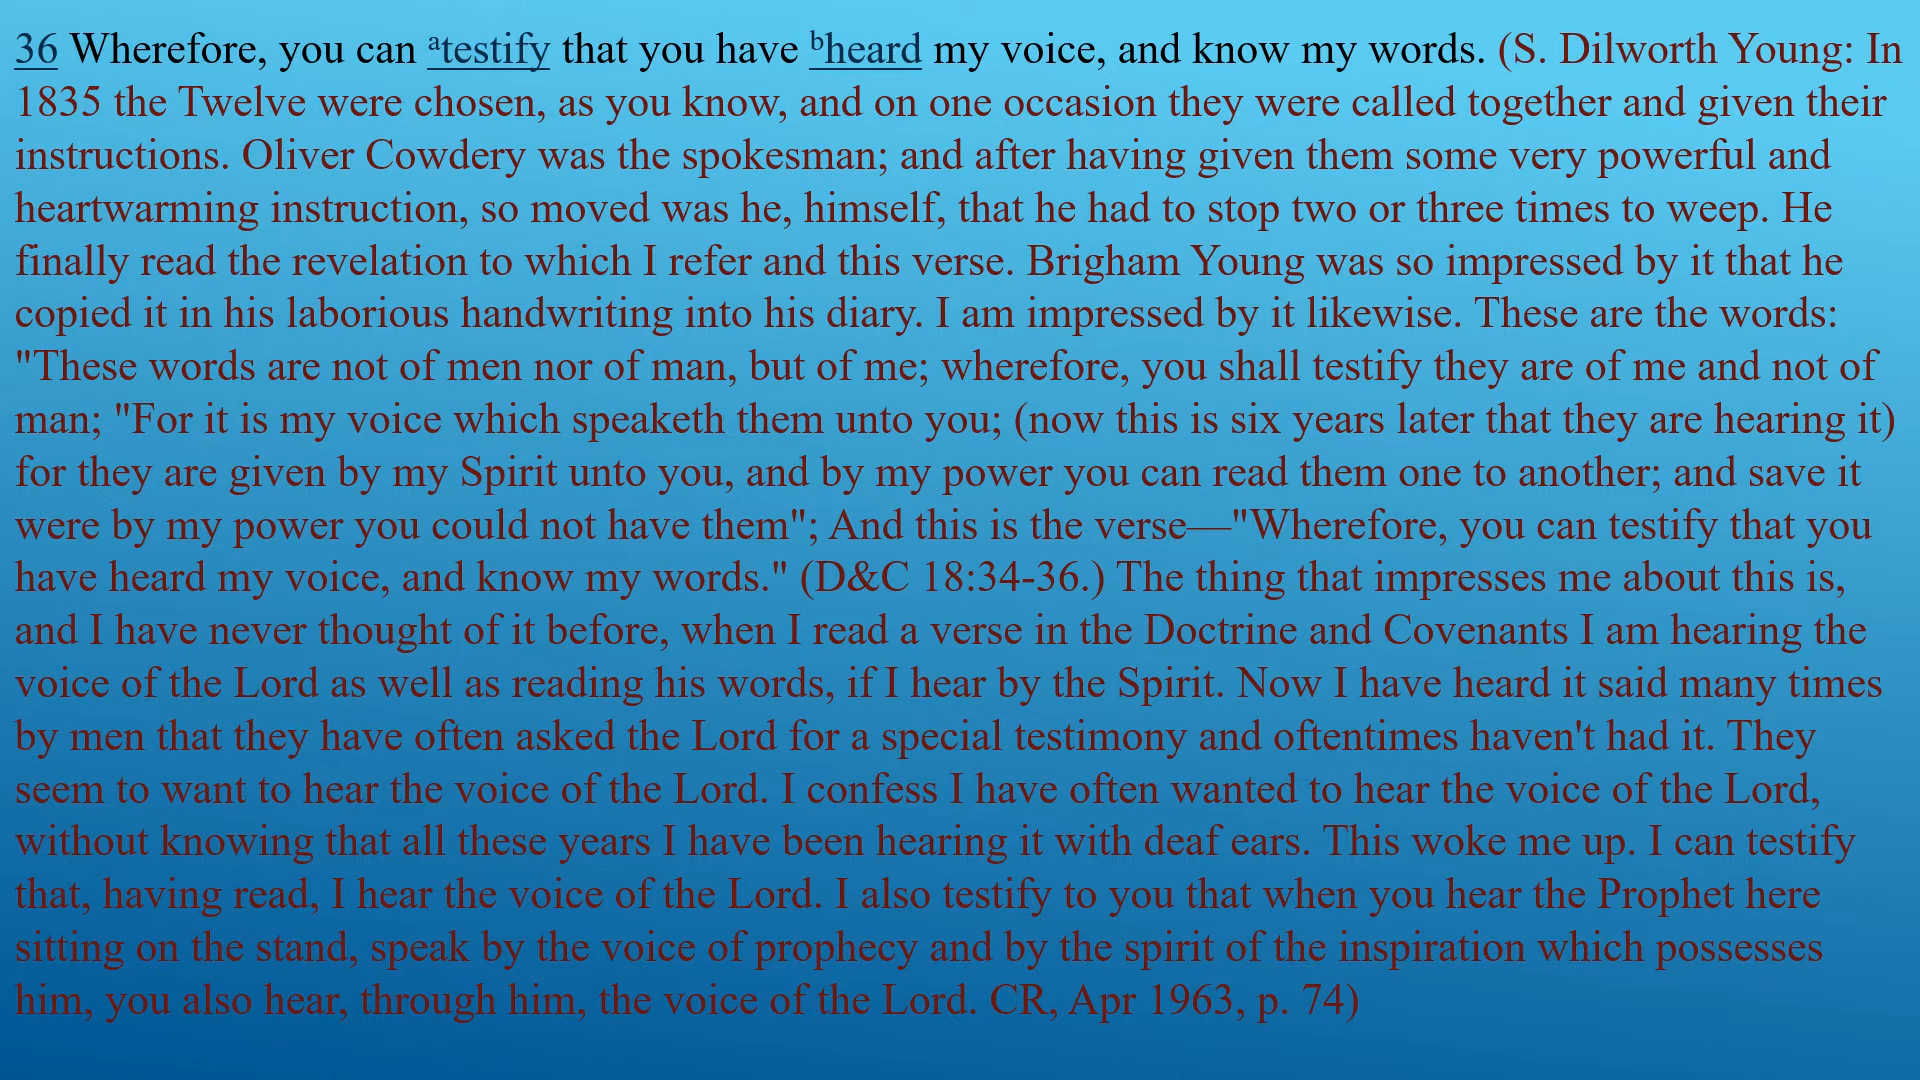 36 Wherefore, you can ᵃtestify that you have ᵇheard my voice, and know my words. (S. Dilworth Young: In
1835 the Twelve were chosen, as you know, and on one occasion they were called together and given their
instructions. Oliver Cowdery was the spokesman; and after having given them some very powerful and
heartwarming instruction, so moved was he, himself, that he had to stop two or three times to weep. He
finally read the revelation to which I refer and this verse. Brigham Young was so impressed by it that he
copied it in his laborious handwriting into his diary. I am impressed by it likewise. These are the words:
"These words are not of men nor of man, but of me; wherefore, you shall testify they are of me and not of
man; "For it is my voice which speaketh them unto you; (now this is six years later that they are hearing it)
for they are given by my Spirit unto you, and by my power you can read them one to another; and save it
were by my power you could not have them"; And this is the verse—"Wherefore, you can testify that you
have heard my voice, and know my words." (D&C 18:34-36.) The thing that impresses me about this is,
and I have never thought of it before, when I read a verse in the Doctrine and Covenants I am hearing the
voice of the Lord as well as reading his words, if I hear by the Spirit. Now I have heard it said many times
by men that they have often asked the Lord for a special testimony and oftentimes haven't had it. They
seem to want to hear the voice of the Lord. I confess I have often wanted to hear the voice of the Lord,
without knowing that all these years I have been hearing it with deaf ears. This woke me up. I can testify
that, having read, I hear the voice of the Lord. I also testify to you that when you hear the Prophet here
sitting on the stand, speak by the voice of prophecy and by the spirit of the inspiration which possesses
him, you also hear, through him, the voice of the Lord. CR, Apr 1963, p. 74)